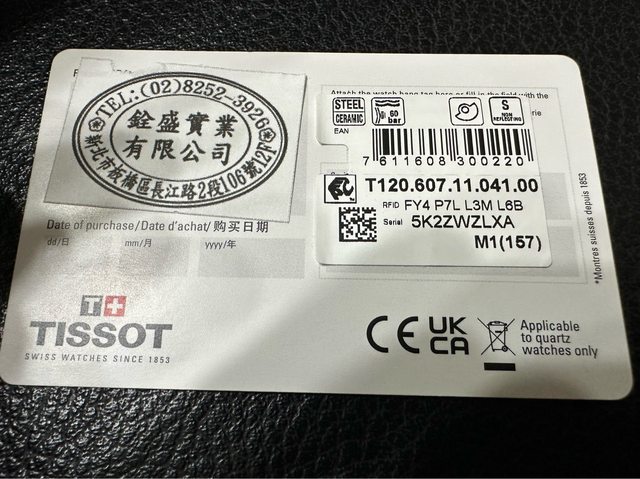 TEL:(02)8252-3926
銓盛實業
有限公司
新北市板橋區長江路2段106號12F
Date of purchase/Date d'achat/购买日期
dd/日 mm/月 yyyy/年
Attach the watch hang tag here or fill in the field with the
STEEL
CERAMIC
60
bar
S
NON
REFLECTING
EAN
7 611608 300220
T120.607.11.041.00
RFID FY4 P7L L3M L6B
Serial 5K2ZWZLXA
M1(157)
*Montres suisses depuis 1853
T+
TISSOT
SWISS WATCHES SINCE 1853
CE
UK
CA
Applicable
to quartz
watches only